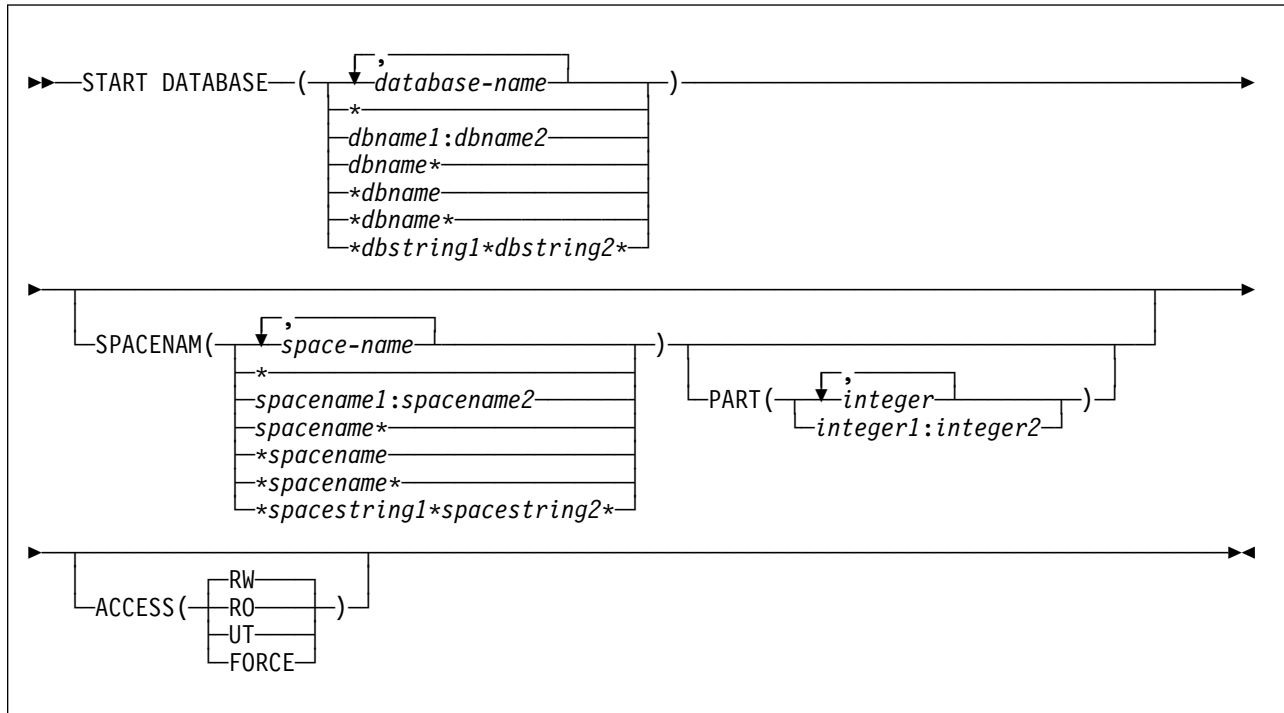 ,
START DATABASE ( database-name )
*
dbname1:dbname2
dbname*
*dbname
*dbname*
*dbstring1*dbstring2*
,
SPACENAM( space-name )
*
,
spacename1:spacename2 PART( integer )
spacename* integer1:integer2
*spacename
*spacename*
*spacestring1*spacestring2*
RW
ACCESS( RO )
UT
FORCE